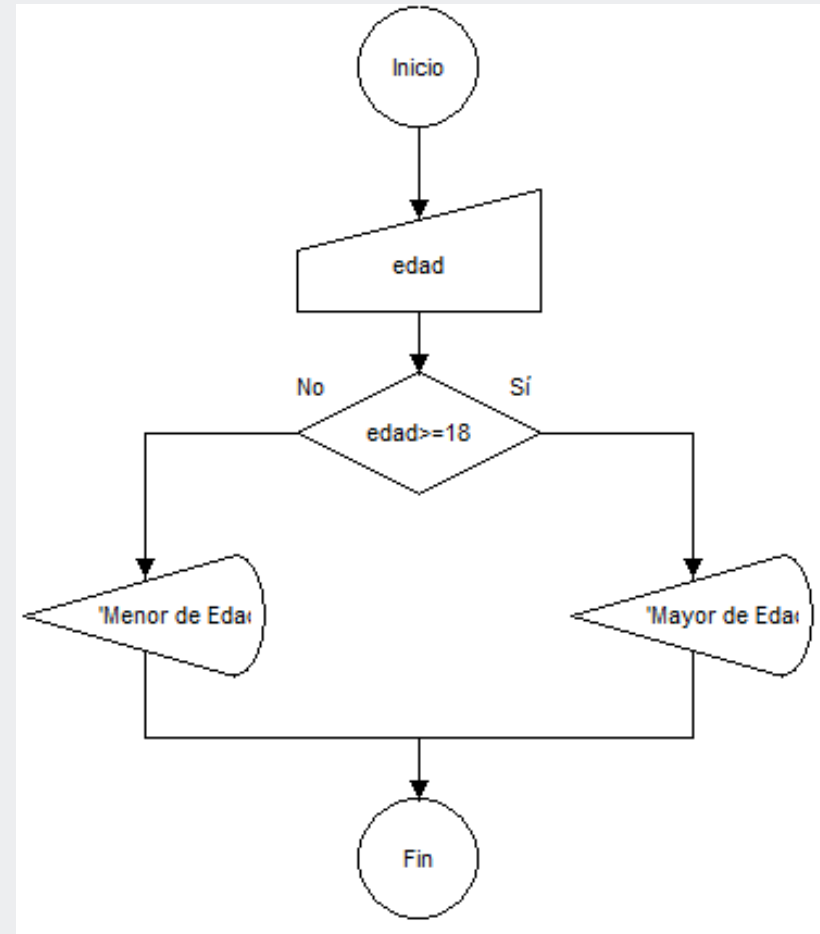 Inicio
edad
No
Sí
edad>=18
'Menor de Edad
'Mayor de Edad
Fin